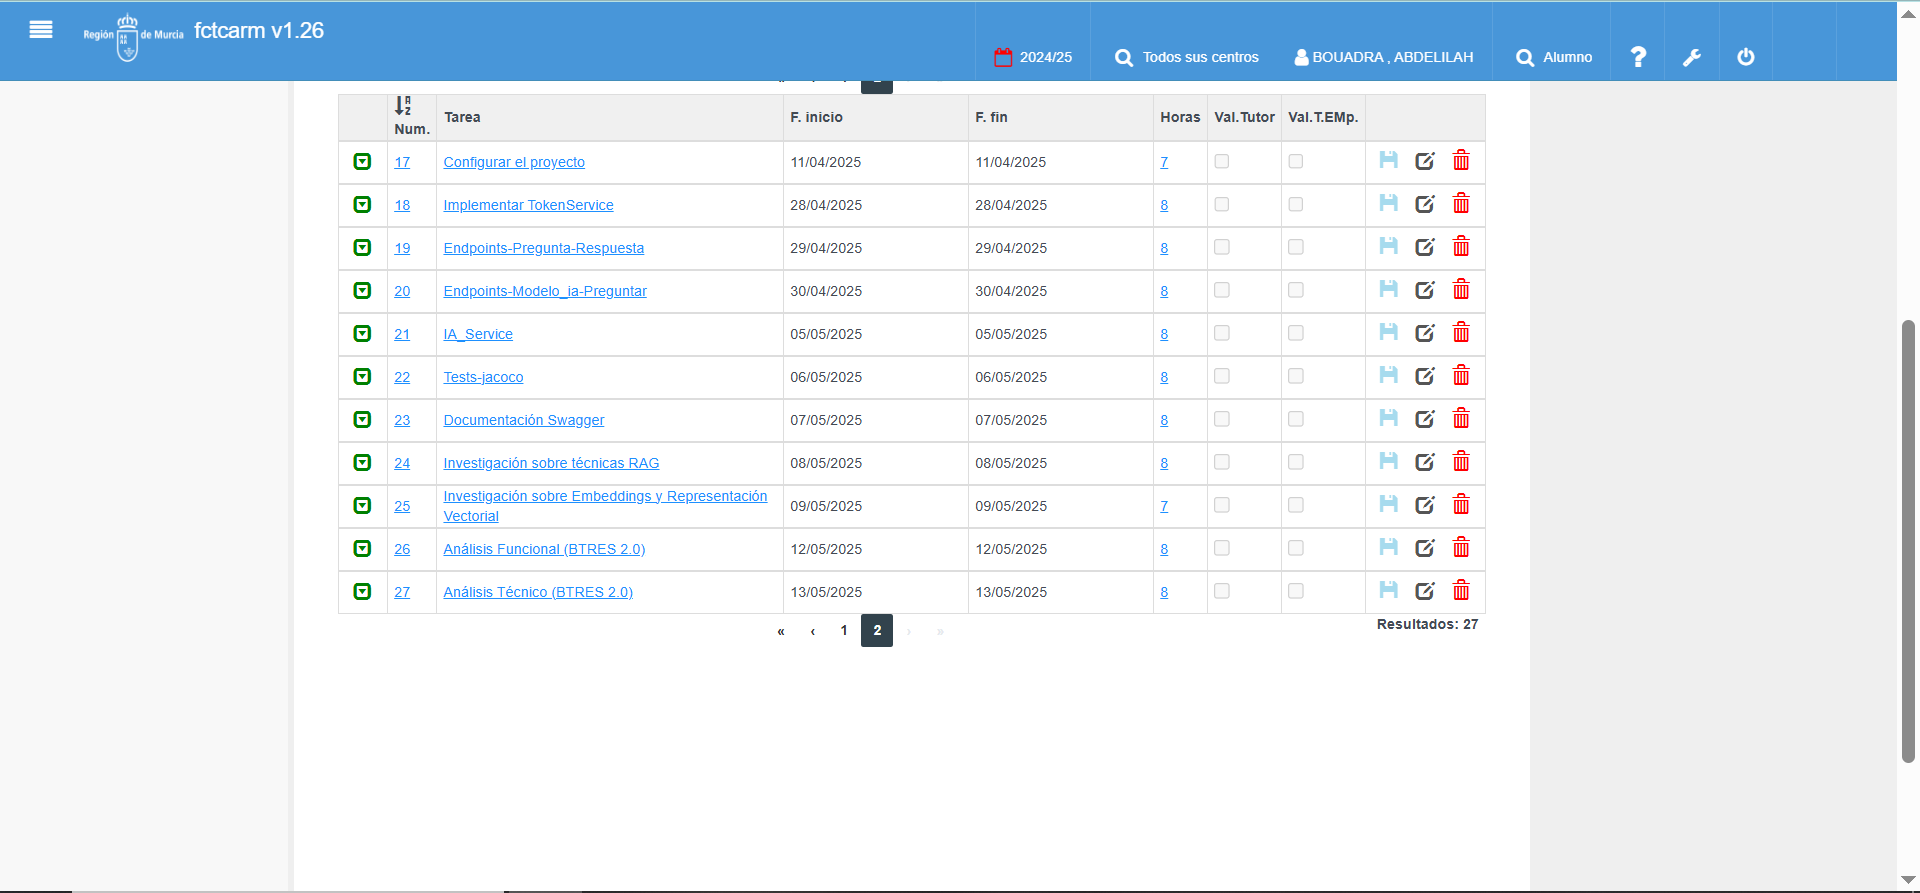 Región de Murcia fctcarm v1.26
2024/25 Todos sus centros BOUADRA , ABDELILAH Alumno ?
Num. Tarea F. inicio F. fin Horas Val.Tutor Val.T.EMp.
17 Configurar el proyecto 11/04/2025 11/04/2025 7
18 Implementar TokenService 28/04/2025 28/04/2025 8
19 Endpoints-Pregunta-Respuesta 29/04/2025 29/04/2025 8
20 Endpoints-Modelo_ia-Preguntar 30/04/2025 30/04/2025 8
21 IA_Service 05/05/2025 05/05/2025 8
22 Tests-jacoco 06/05/2025 06/05/2025 8
23 Documentación Swagger 07/05/2025 07/05/2025 8
24 Investigación sobre técnicas RAG 08/05/2025 08/05/2025 8
25 Investigación sobre Embeddings y Representación
Vectorial 09/05/2025 09/05/2025 7
26 Análisis Funcional (BTRES 2.0) 12/05/2025 12/05/2025 8
27 Análisis Técnico (BTRES 2.0) 13/05/2025 13/05/2025 8
« ‹ 1 2 › » Resultados: 27